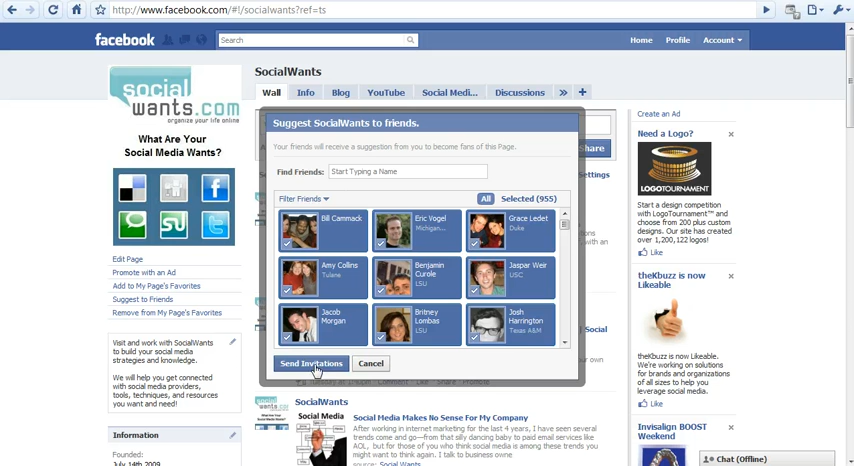 http://www.facebook.com/#!/socialwants?ref=ts
facebook
Search
Home Profile Account
social
wants.com
organize your life online
What Are Your
Social Media Wants?
Edit Page
Promote with an Ad
Add to My Page's Favorites
Suggest to Friends
Remove from My Page's Favorites
Visit and work with SocialWants
to build your social media
strategies and knowledge.
We will help you get connected
with social media providers,
tools, techniques, and resources
you want and need!
Information
Founded:
July 14th 2009
SocialWants
Wall Info Blog YouTube Social Medi... Discussions » +
Share
Settings
Suggest SocialWants to friends.
Your friends will receive a suggestion from you to become fans of this Page.
Find Friends: Start Typing a Name
Filter Friends All Selected (955)
Bill Cammack
Eric Vogel
Michigan...
Grace Ledet
Duke
Amy Collins
Tulane
Benjamin
Curole
LSU
Jaspar Weir
USC
Jacob
Morgan
Britney
Lombas
LSU
Josh
Harrington
Texas A&M
Send Invitations Cancel
with an
Social
your own
SocialWants
Social Media
Social Media Makes No Sense For My Company
After working in internet marketing for the last 4 years, I have seen several
trends come and go—from that silly dancing baby to paid email services like
AOL, but for those that think social media is among these trends you
might want to think again. I talk to business owne
source: Social Wants
Create an Ad
Need a Logo?
LOGOTOURNAMENT
Start a design competition
with LogoTournament™ and
choose from 200 plus custom
designs. Our site has created
over 1,200,122 logos!
Like
theKbuzz is now
Likeable
theKbuzz is now Likeable.
We're working on solutions
for brands and organizations
of all sizes to help you
leverage social media.
Like
Invisalign BOOST
Weekend
Chat (Offline)